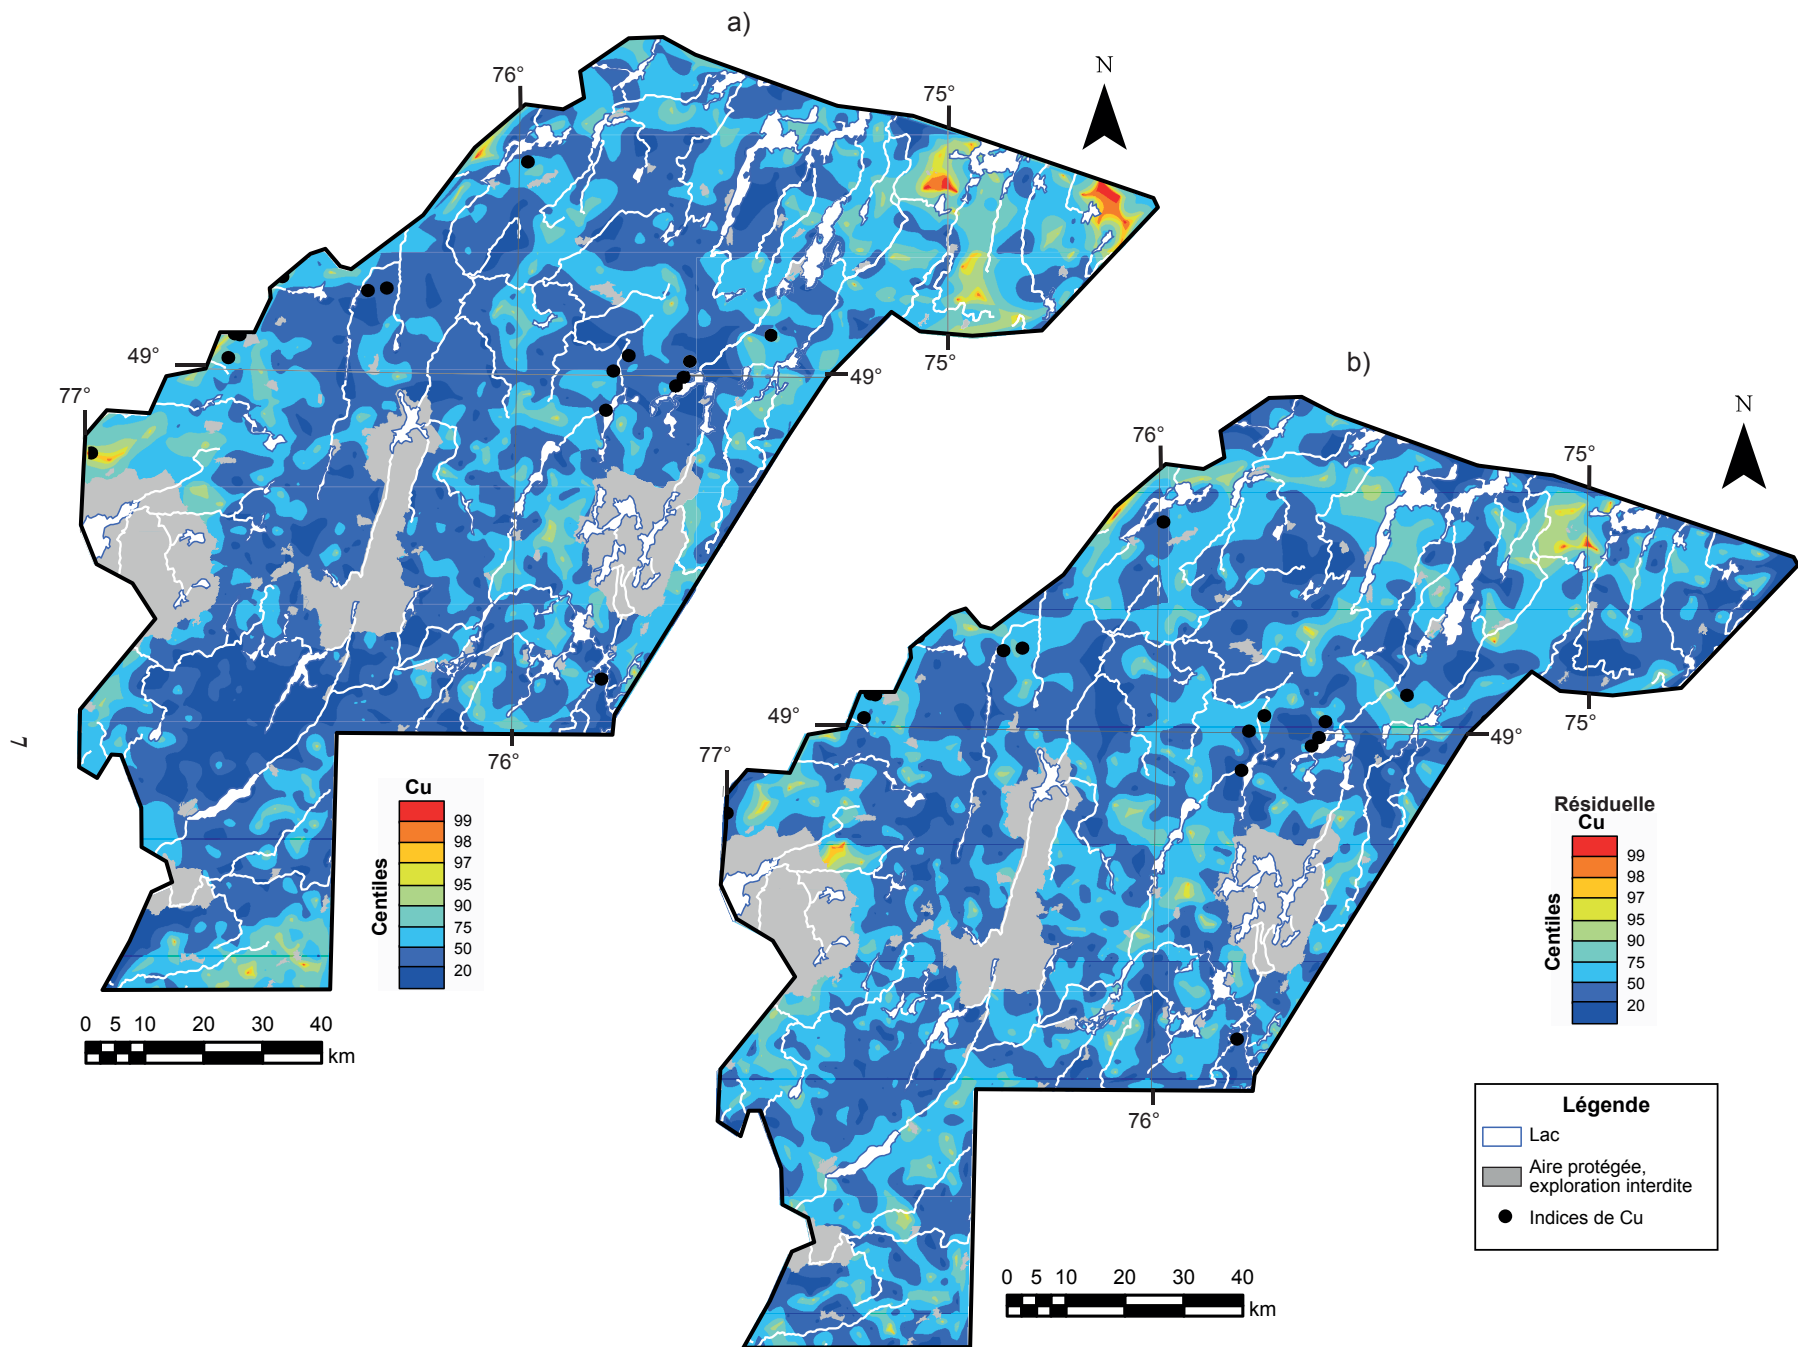 a)
76°
75°
N
49°
77°
49°
75°
76°
Cu
Centiles
99
98
97
95
90
75
50
20
0 5 10 20 30 40
km
7
b)
76°
75°
N
49°
77°
49°
75°
76°
Résiduelle
Cu
Centiles
99
98
97
95
90
75
50
20
Légende
Lac
Aire protégée,
exploration interdite
Indices de Cu
0 5 10 20 30 40
km